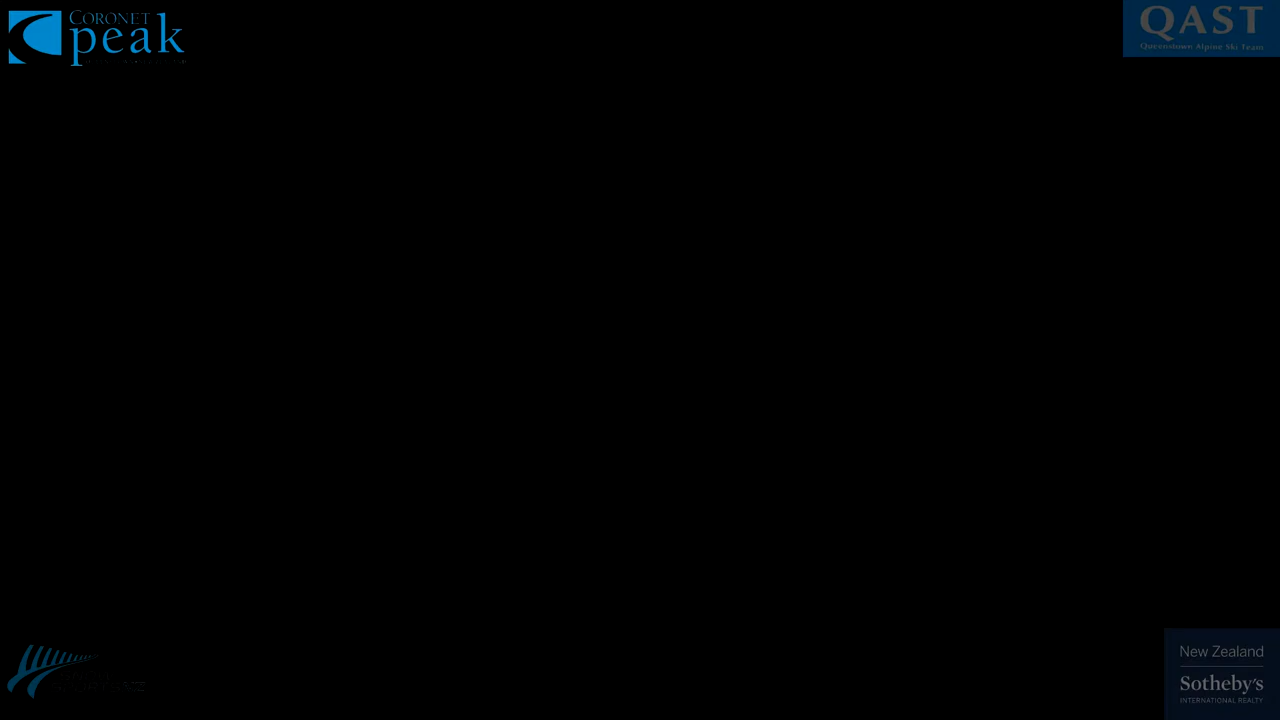 CORONET
peak
QAST
Queenstown Alpine Ski Team
New Zealand
Sotheby's
INTERNATIONAL REALTY